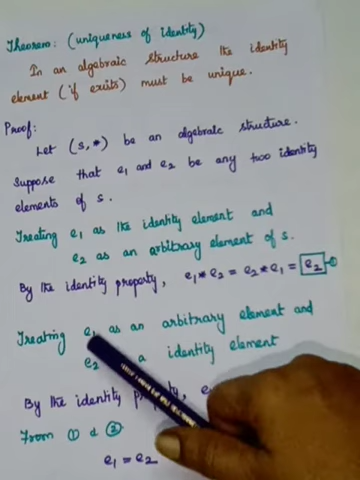 Theorem: (uniqueness of identity)
In an algebraic structure the identity
element (if exists) must be unique.
Proof:
Let (S,*) be an algebraic structure.
Suppose that e₁ and e₂ be any two identity
elements of S.
Treating e₁ as the identity element and
e₂ as an arbitrary element of S.
By the identity property, e₁ * e₂ = e₂ * e₁ = e₂ - ①
Treating e₁ as an arbitrary element and
e₂ a identity element
By the identity property,
From ① & ②
e₁ = e₂